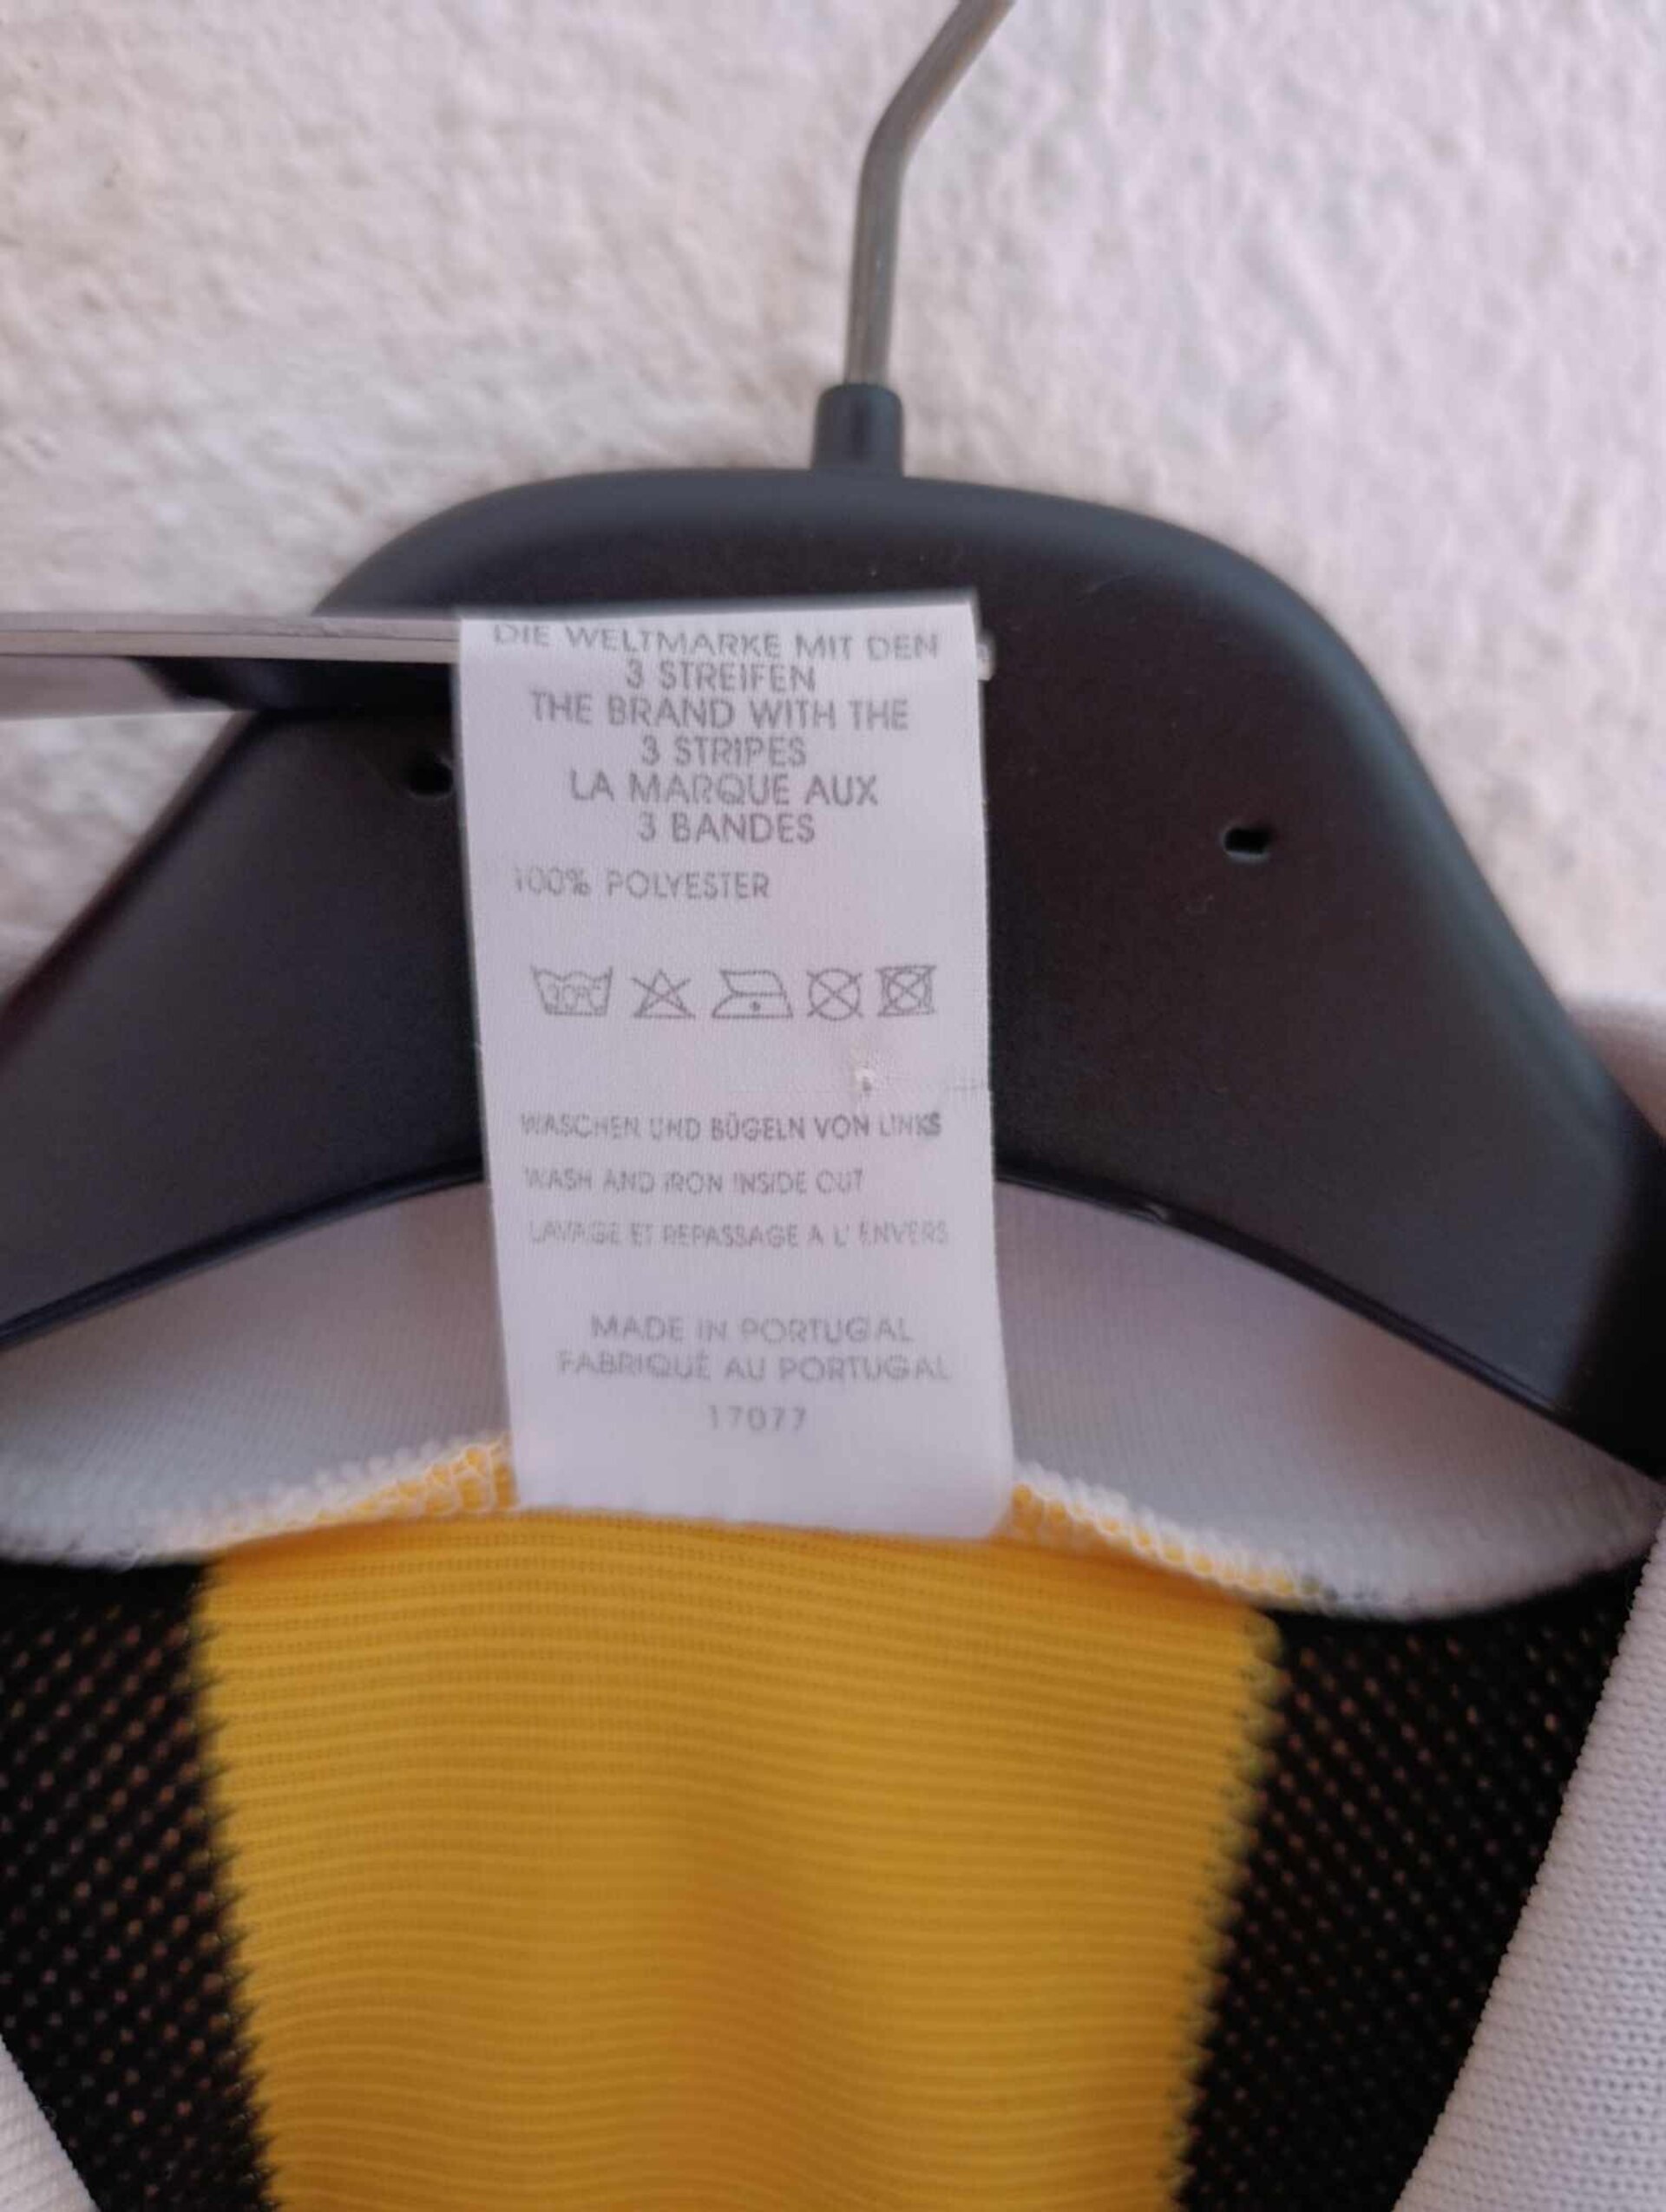 DIE WELTMARKE MIT DEN
3 STREIFEN
THE BRAND WITH THE
3 STRIPES
LA MARQUE AUX
3 BANDES
100% POLYESTER
WASCHEN UND BÜGELN VON LINKS
WASH AND IRON INSIDE OUT
LAVAGE ET REPASSAGE A L' ENVERS
MADE IN PORTUGAL
FABRIQUÉ AU PORTUGAL
17077